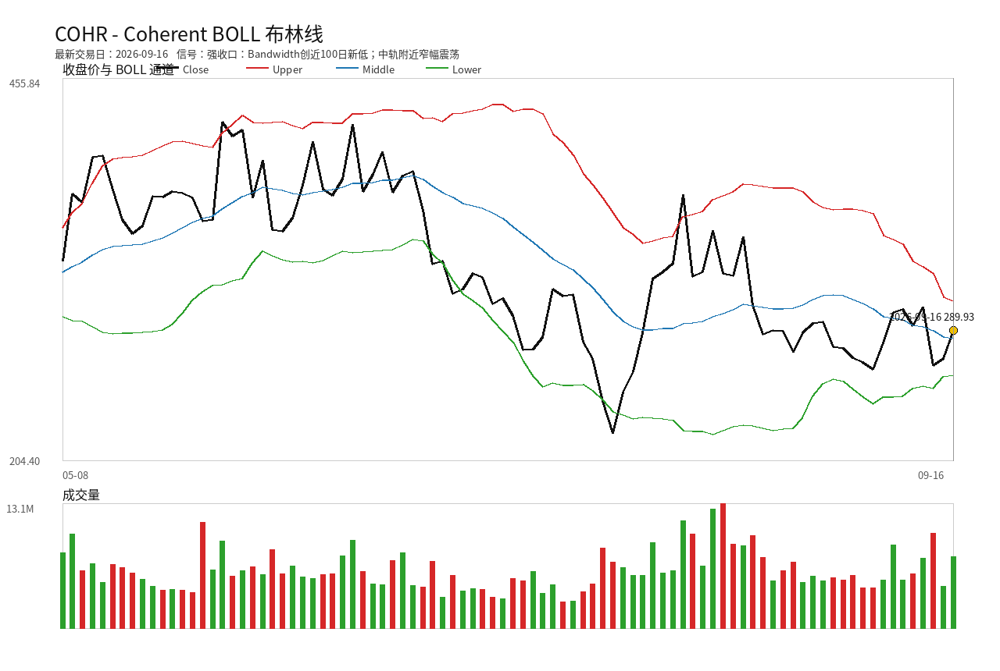 COHR - Coherent BOLL 布林线
最新交易日：2026-09-16 信号：强收口：Bandwidth创近100日新低；中轨附近窄幅震荡
收盘价与 BOLL 通道 Close Upper Middle Lower
455.84
2026-09-16 289.93
204.40
05-08 09-16
成交量
13.1M